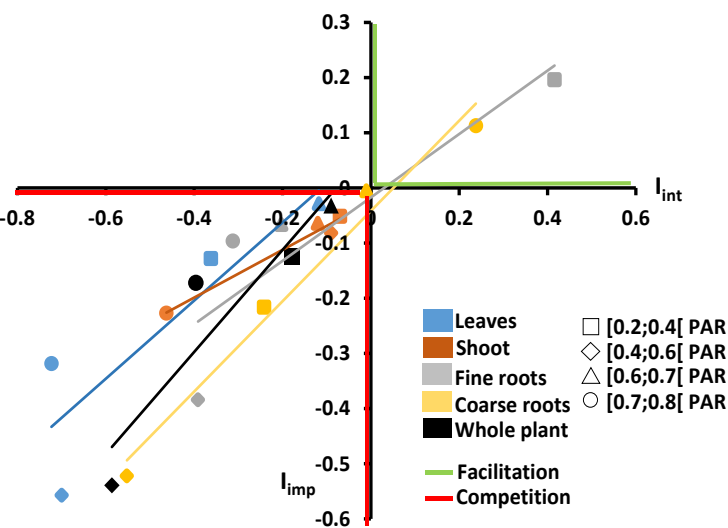 0.3
0.2
0.1
0
-0.8 -0.6 -0.4 -0.2 0 0.2 0.4 0.6
I_int
-0.1
-0.2
-0.3
-0.4
-0.5
-0.6
I_imp
Leaves
Shoot
Fine roots
Coarse roots
Whole plant
Facilitation
Competition
[0.2;0.4[ PAR
[0.4;0.6[ PAR
[0.6;0.7[ PAR
[0.7;0.8[ PAR